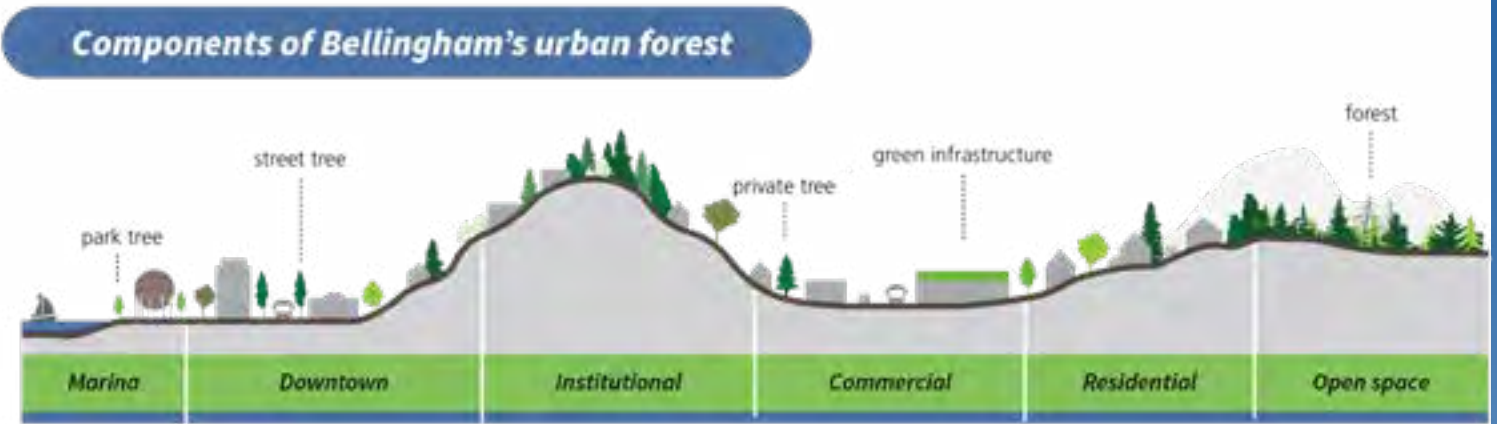 Components of Bellingham's urban forest
forest
street tree
green infrastructure
private tree
park tree
Marina
Downtown
Institutional
Commercial
Residential
Open space